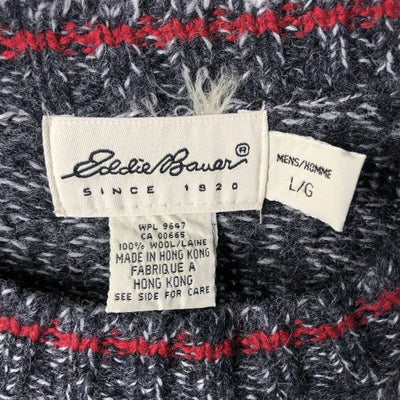 Eddie Bauer®
SINCE 1920
MENS/HOMME
L/G
WPL 9647
CA 00665
100% WOOL/LAINE
MADE IN HONG KONG
FABRIQUE A
HONG KONG
SEE SIDE FOR CARE